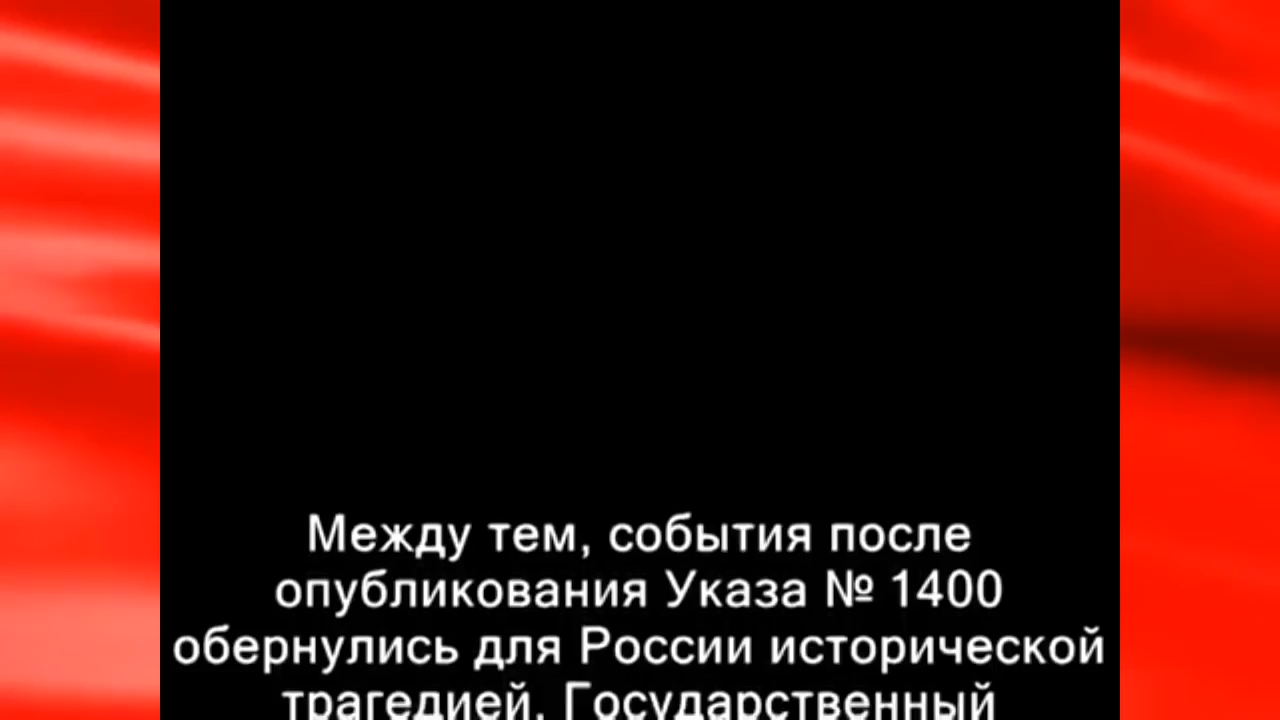 Между тем, события после
опубликования Указа № 1400
обернулись для России исторической
трагедией. Государственный